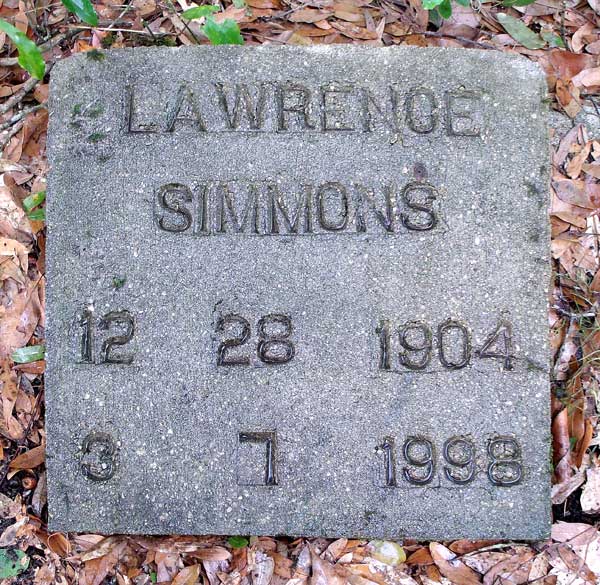 LAWRENCE
SIMMONS
12 28 1904
3 7 1998